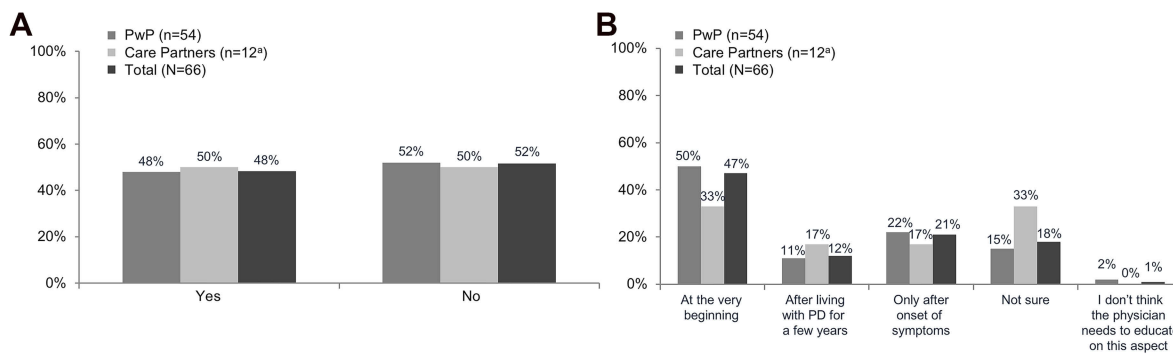 A
PwP (n=54)
Care Partners (n=12ᵃ)
Total (N=66)
100%
80%
60%
40%
20%
0%
48%
50%
48%
52%
50%
52%
Yes
No
B
PwP (n=54)
Care Partners (n=12ᵃ)
Total (N=66)
100%
80%
60%
40%
20%
0%
50%
33%
47%
11%
17%
12%
22%
17%
21%
15%
33%
18%
2%
0%
1%
At the very
beginning
After living
with PD for
a few years
Only after
onset of
symptoms
Not sure
I don't think
the physician
needs to educat
on this aspect